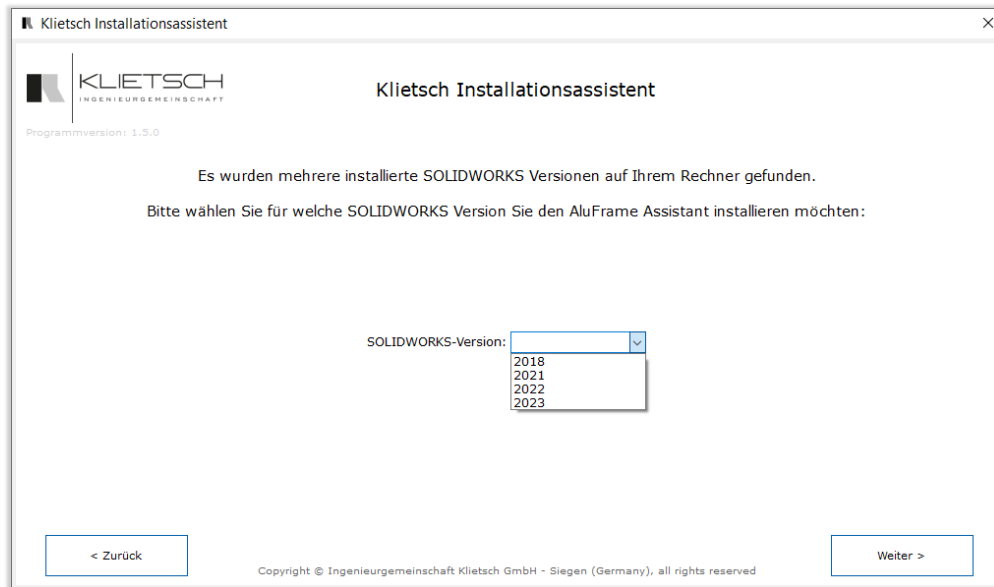 Klietsch Installationsassistent
KLIETSCH
INGENIEURGEMEINSCHAFT
Klietsch Installationsassistent
Programmversion: 1.5.0
Es wurden mehrere installierte SOLIDWORKS Versionen auf Ihrem Rechner gefunden.
Bitte wählen Sie für welche SOLIDWORKS Version Sie den AluFrame Assistant installieren möchten:
SOLIDWORKS-Version:
2018
2021
2022
2023
< Zurück
Weiter >
Copyright © Ingenieurgemeinschaft Klietsch GmbH - Siegen (Germany), all rights reserved